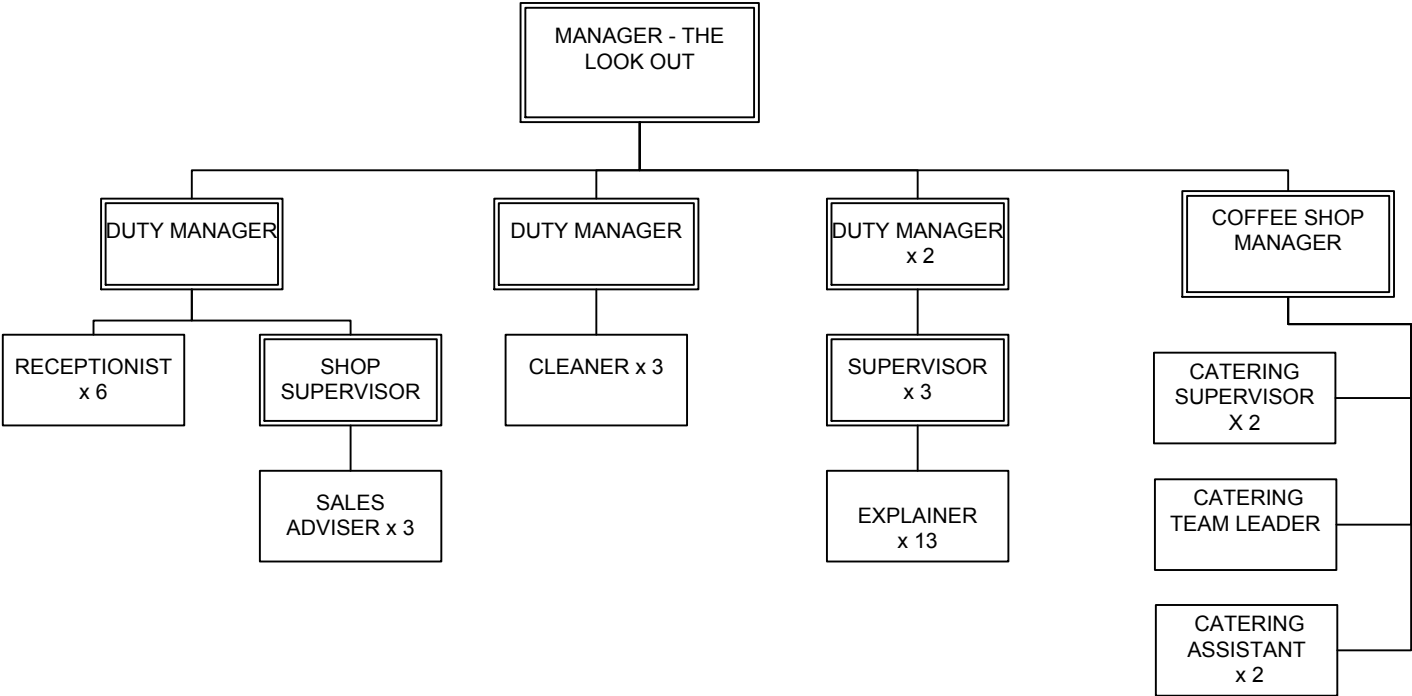 MANAGER - THE
LOOK OUT
DUTY MANAGER
DUTY MANAGER
DUTY MANAGER
x 2
COFFEE SHOP
MANAGER
RECEPTIONIST
x 6
SHOP
SUPERVISOR
CLEANER x 3
SUPERVISOR
x 3
CATERING
SUPERVISOR
X 2
SALES
ADVISER x 3
EXPLAINER
x 13
CATERING
TEAM LEADER
CATERING
ASSISTANT
x 2